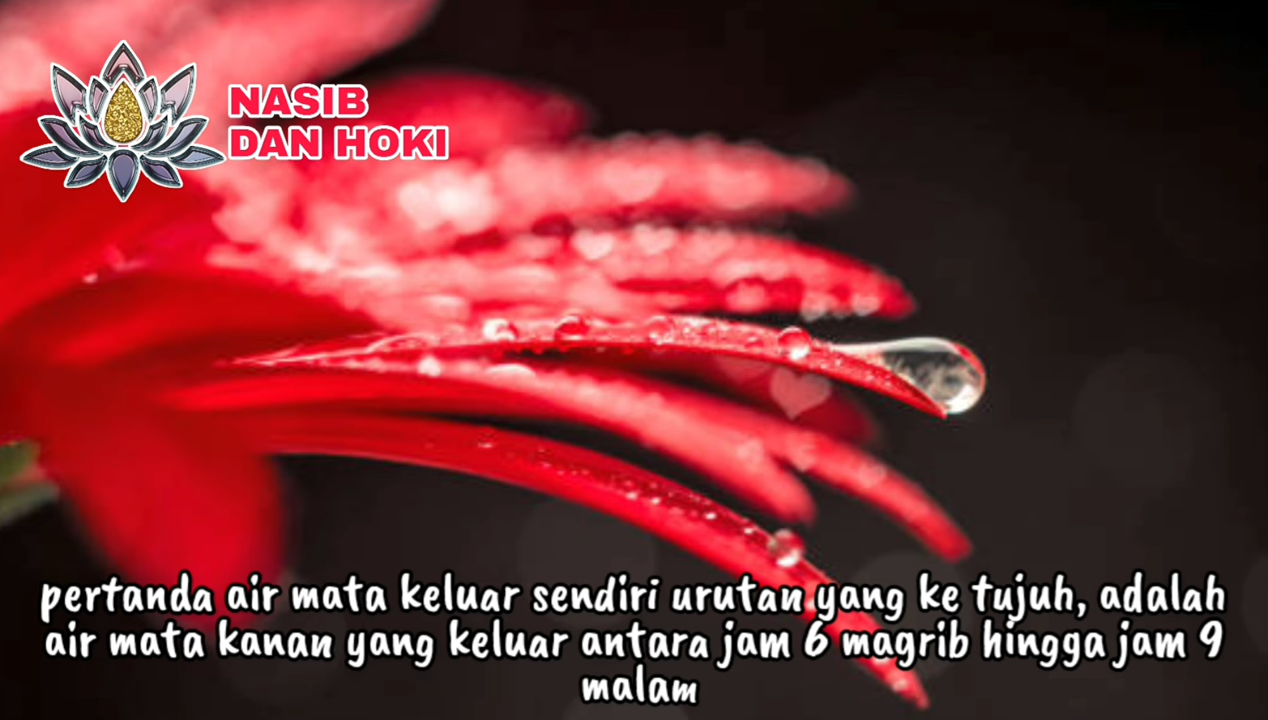 NASIB
DAN HOKI
pertanda air mata keluar sendiri urutan yang ke tujuh, adalah
air mata kanan yang keluar antara jam 6 magrib hingga jam 9
malam